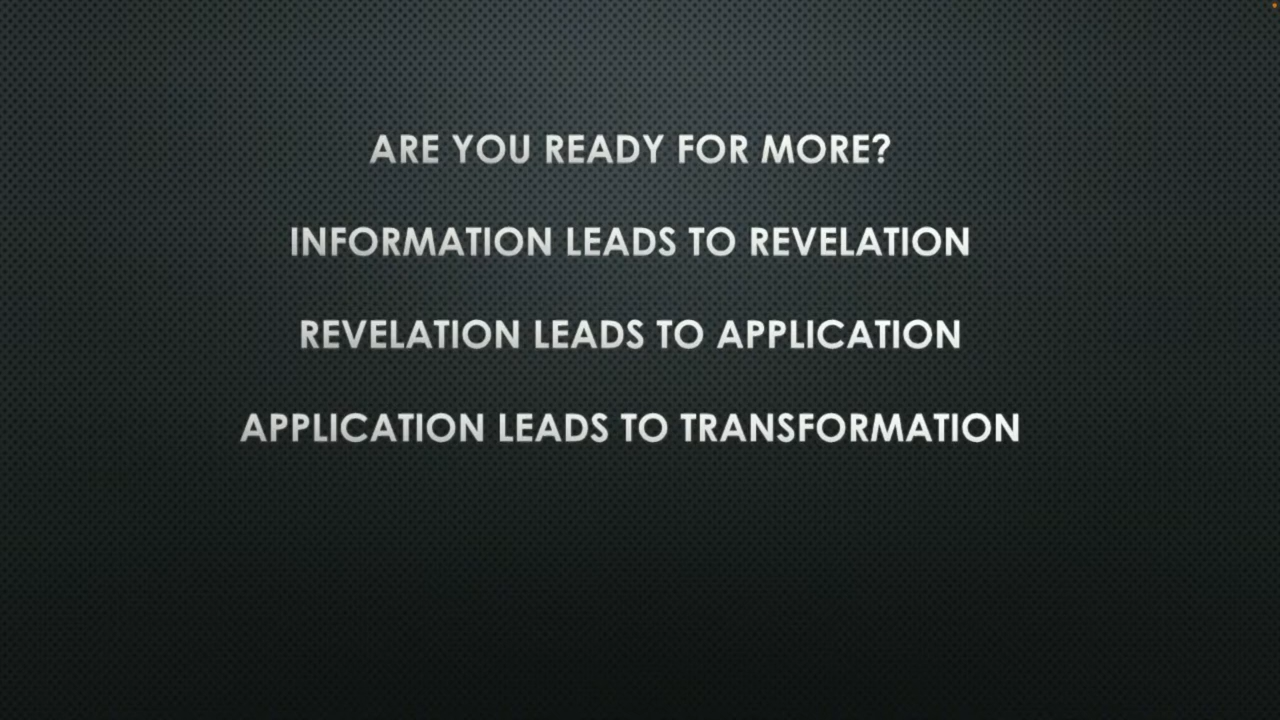 ARE YOU READY FOR MORE?
INFORMATION LEADS TO REVELATION
REVELATION LEADS TO APPLICATION
APPLICATION LEADS TO TRANSFORMATION